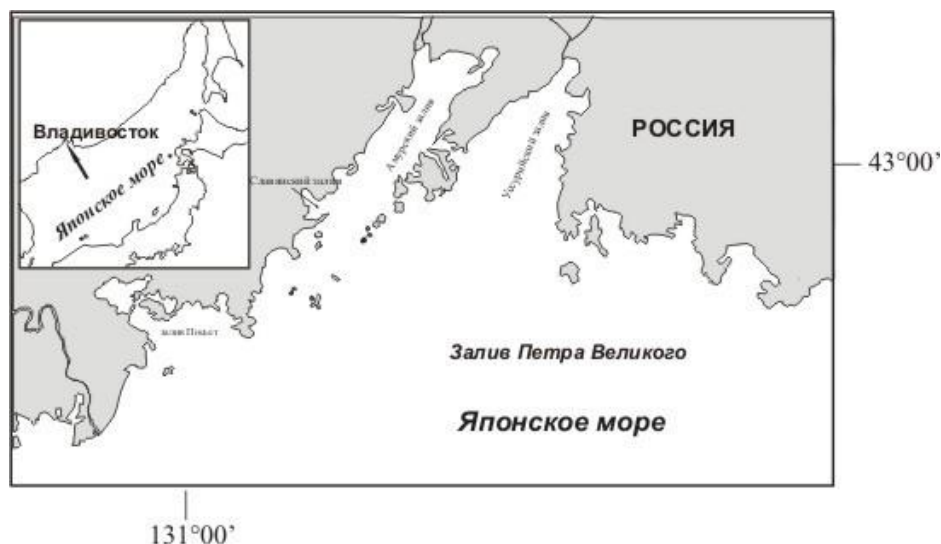 Владивосток
Японское море
Славянский залив
Амурский залив
Уссурийский залив
РОССИЯ
43°00’
залив Посьет
Залив Петра Великого
Японское море
131°00’